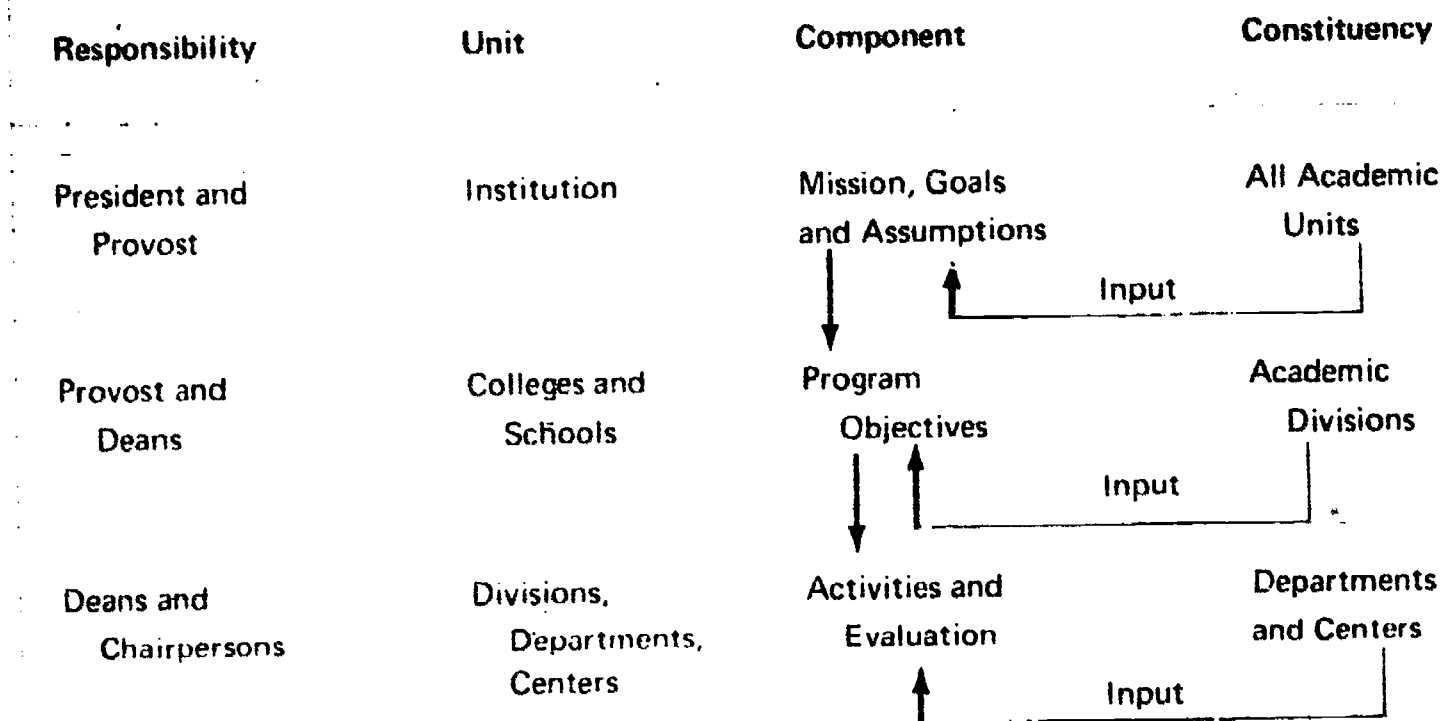 Responsibility Unit Component Constituency
President and Institution Mission, Goals All Academic
Provost and Assumptions Units
Input
Provost and Colleges and Program Academic
Deans Schools Objectives Divisions
Input
Deans and Divisions, Activities and Departments
Chairpersons Departments, Evaluation and Centers
Centers
Input